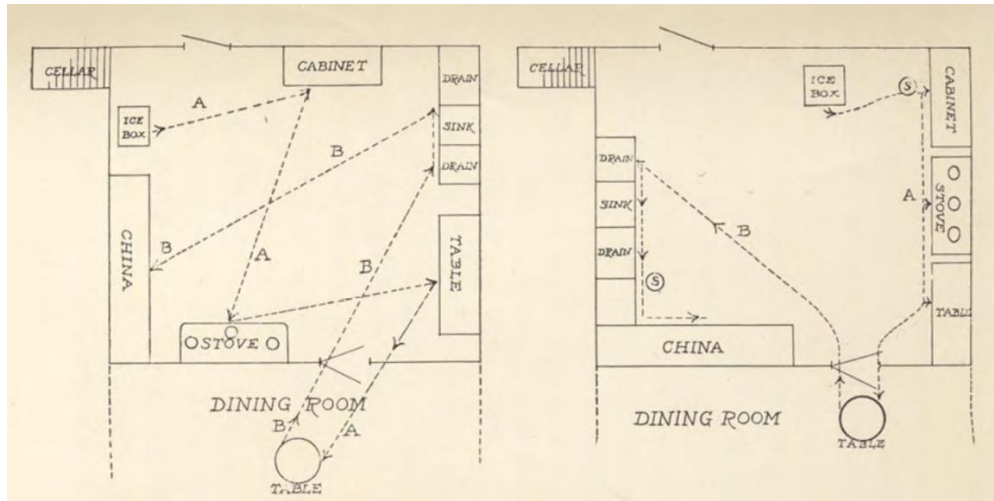 CELLAR
CABINET
DRAIN
ICE
BOX
A
SINK
B
DRAIN
CHINA
B
A
B
TABLE
STOVE
DINING ROOM
B
A
TABLE
CELLAR
ICE
BOX
S
CABINET
DRAIN
SINK
DRAIN
A
STOVE
B
S
TABLE
CHINA
DINING ROOM
TABLE